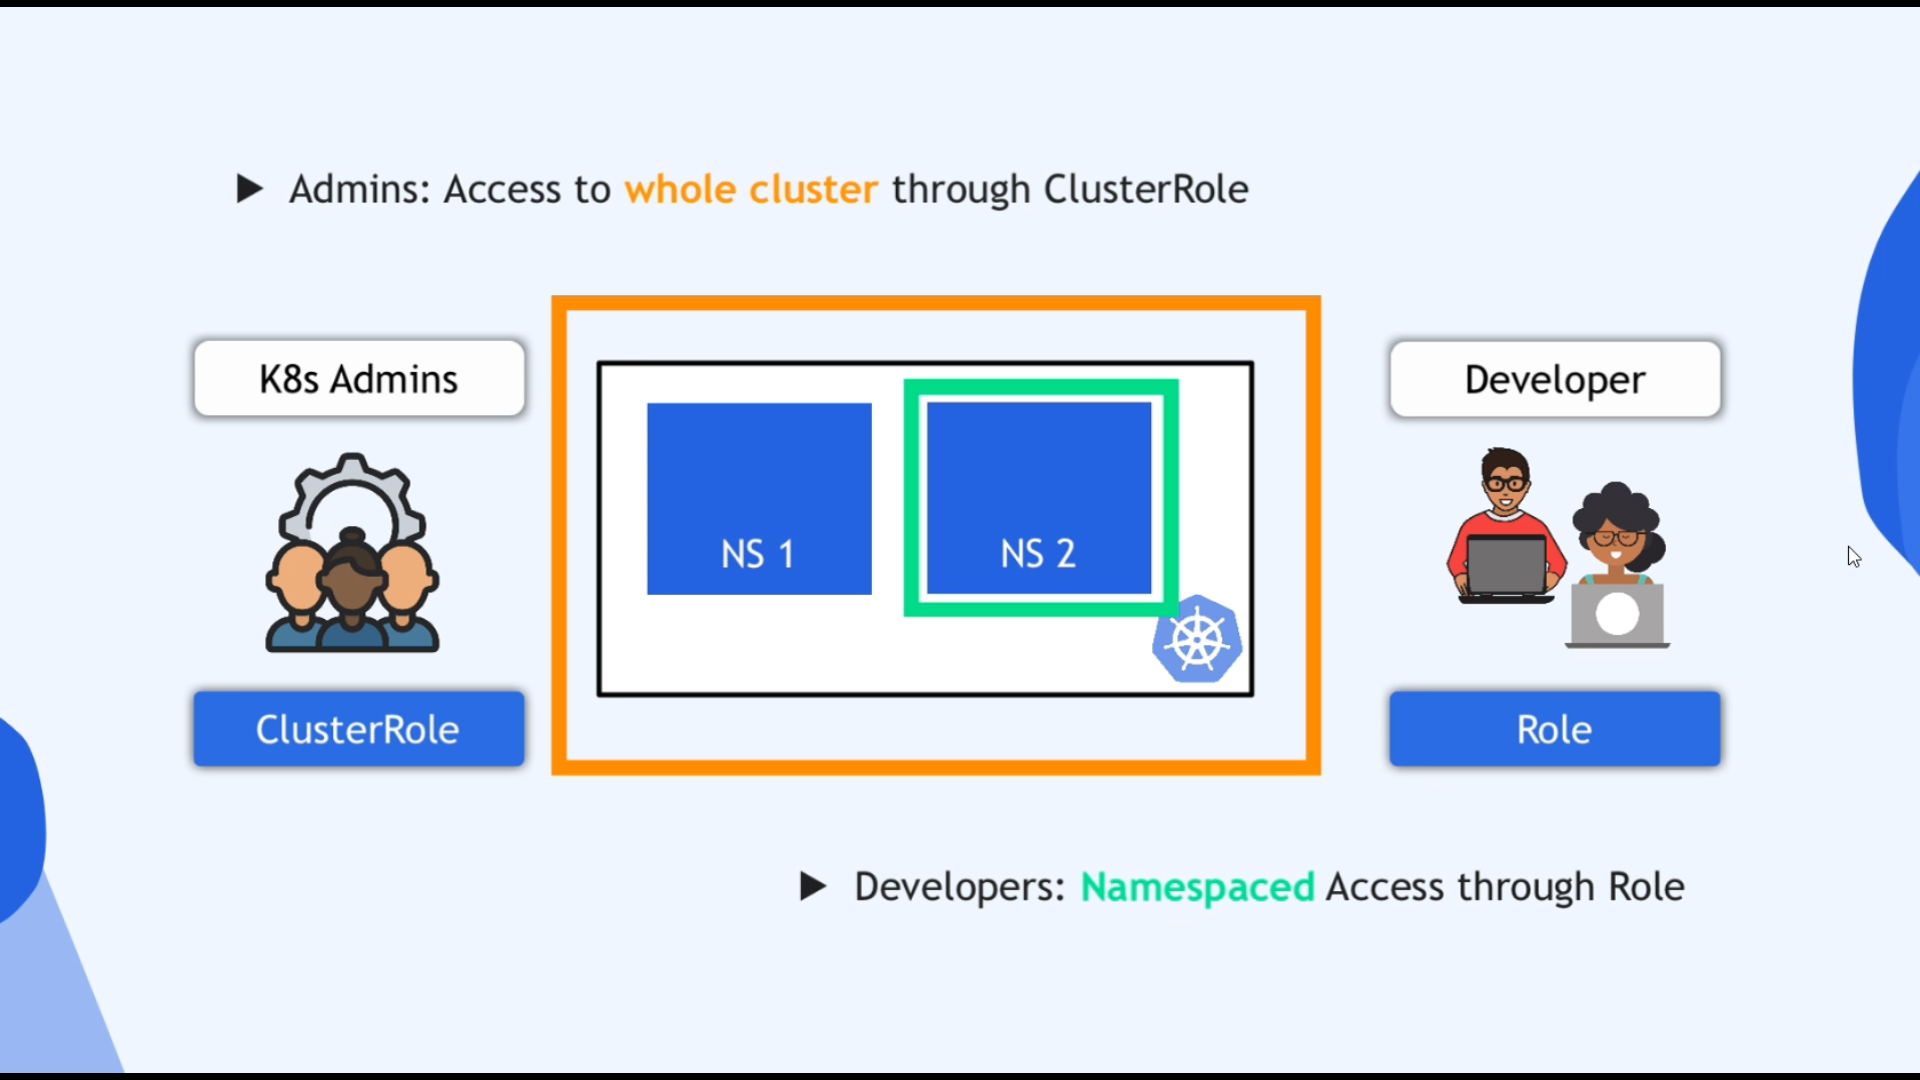 Admins: Access to whole cluster through ClusterRole
K8s Admins
Developer
NS 1
NS 2
ClusterRole
Role
Developers: Namespaced Access through Role